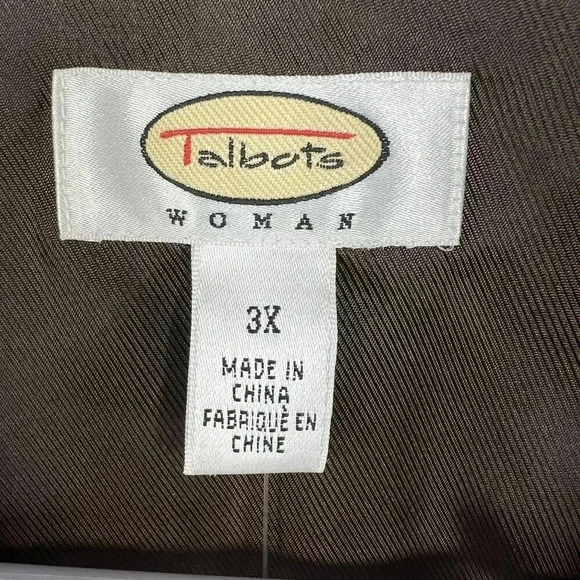 Talbots
WOMAN
3X
MADE IN
CHINA
FABRIQUÈ EN
CHINE